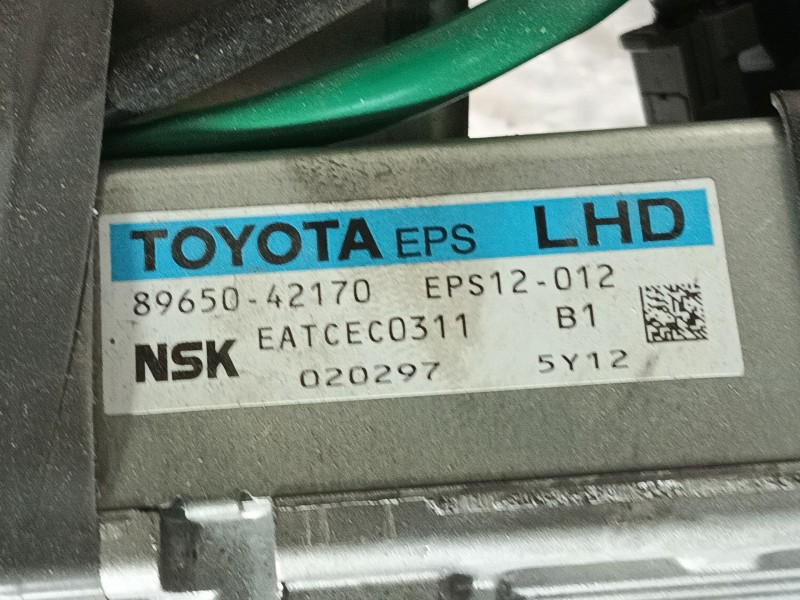 TOYOTA EPS LHD
89650-42170 EPS12-012
NSK EATCEC0311 B1
020297 5Y12